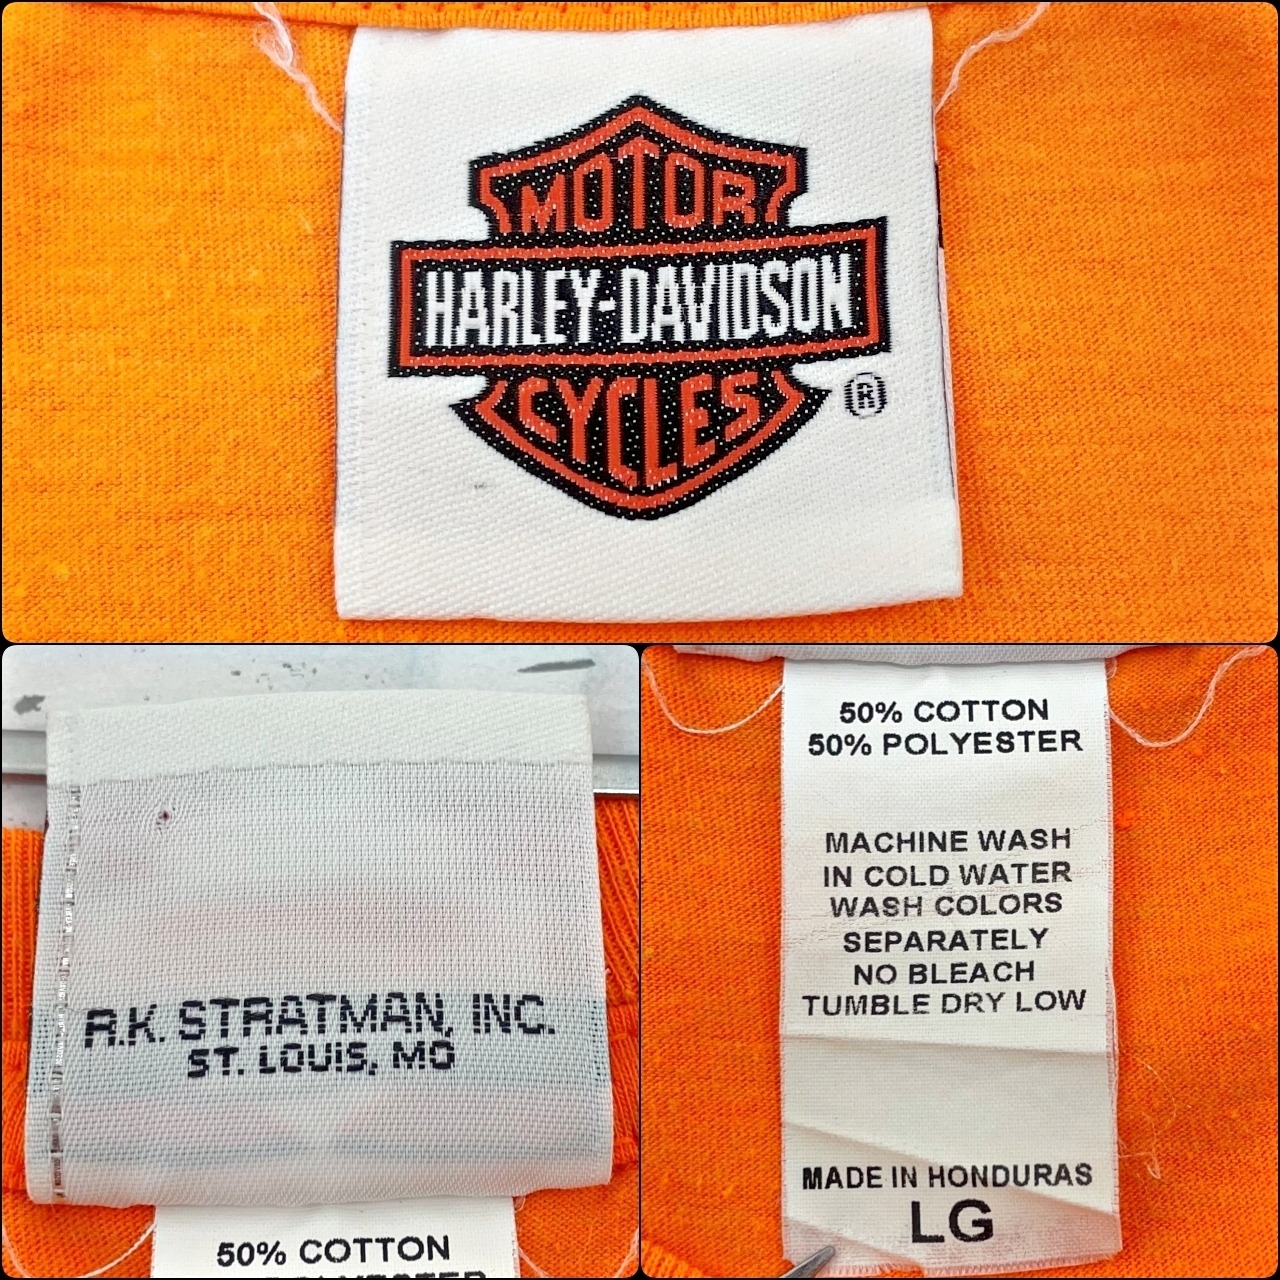 MOTOR
HARLEY-DAVIDSON
CYCLES
®
R.K. STRATMAN, INC.
ST. LOUIS, MO
50% COTTON
POLYESTER
50% COTTON
50% POLYESTER
MACHINE WASH
IN COLD WATER
WASH COLORS
SEPARATELY
NO BLEACH
TUMBLE DRY LOW
MADE IN HONDURAS
LG